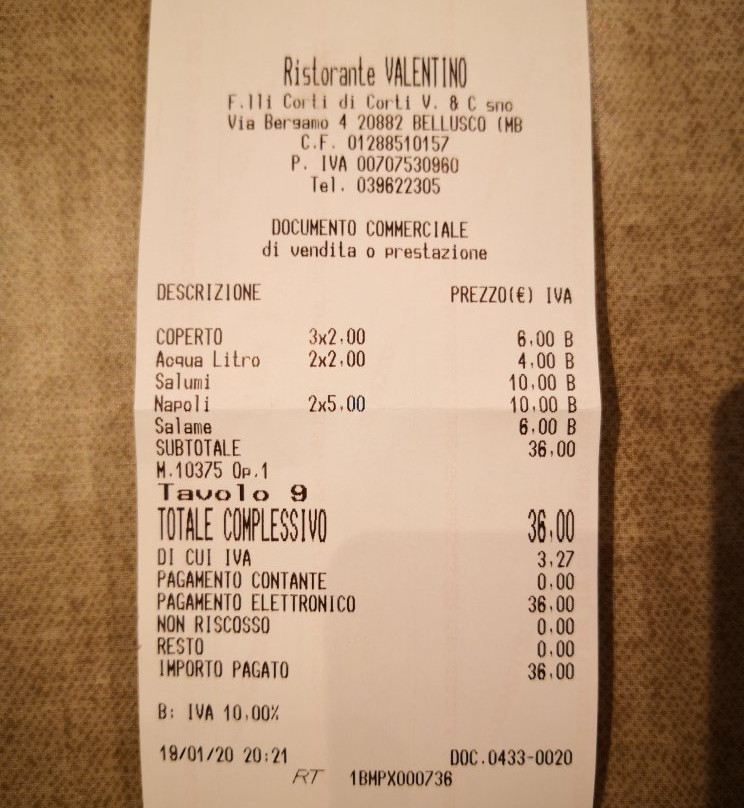 Ristorante VALENTINO
F.lli Corti di Corti V. & C snc
Via Bergamo 4 20882 BELLUSCO (MB
C.F. 01288510157
P. IVA 00707530960
Tel. 039622305
DOCUMENTO COMMERCIALE
di vendita o prestazione
DESCRIZIONE PREZZO(€) IVA
COPERTO 3x2,00 6,00 B
Acqua Litro 2x2,00 4,00 B
Salumi 10,00 B
Napoli 2x5,00 10,00 B
Salame 6,00 B
SUBTOTALE 36,00
M.10375 Op.1
Tavolo 9
TOTALE COMPLESSIVO 36,00
DI CUI IVA 3,27
PAGAMENTO CONTANTE 0,00
PAGAMENTO ELETTRONICO 36,00
NON RISCOSSO 0,00
RESTO 0,00
IMPORTO PAGATO 36,00
B: IVA 10,00%
18/01/20 20:21 DOC.0433-0020
RT 1BMPX000736